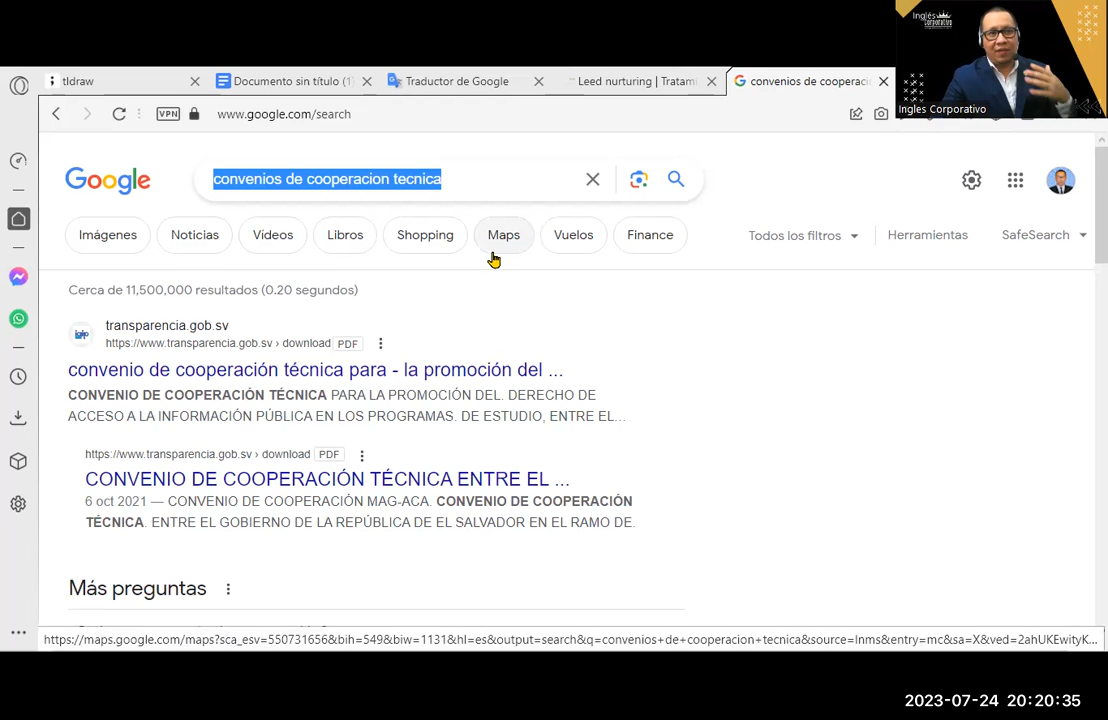 Inglés
Corporativo
tldraw
Documento sin título (1)
Traductor de Google
Leed nurturing | Tratami
convenios de cooperaci
Ingles Corporativo
VPN
www.google.com/search
Google
convenios de cooperacion tecnica
Imágenes
Noticias
Videos
Libros
Shopping
Maps
Vuelos
Finance
Todos los filtros
Herramientas
SafeSearch
Cerca de 11,500,000 resultados (0.20 segundos)
transparencia.gob.sv
https://www.transparencia.gob.sv › download PDF
convenio de cooperación técnica para - la promoción del ...
CONVENIO DE COOPERACIÓN TÉCNICA PARA LA PROMOCIÓN DEL. DERECHO DE
ACCESO A LA INFORMACIÓN PÚBLICA EN LOS PROGRAMAS. DE ESTUDIO, ENTRE EL...
https://www.transparencia.gob.sv › download PDF
CONVENIO DE COOPERACIÓN TÉCNICA ENTRE EL ...
6 oct 2021 — CONVENIO DE COOPERACIÓN MAG-ACA. CONVENIO DE COOPERACIÓN
TÉCNICA. ENTRE EL GOBIERNO DE LA REPÚBLICA DE EL SALVADOR EN EL RAMO DE.
Más preguntas
https://maps.google.com/maps?sca_esv=550731656&bih=549&biw=1131&hl=es&output=search&q=convenios+de+cooperacion+tecnica&source=lnms&entry=mc&sa=X&ved=2ahUKEwityK...
2023-07-24 20:20:35